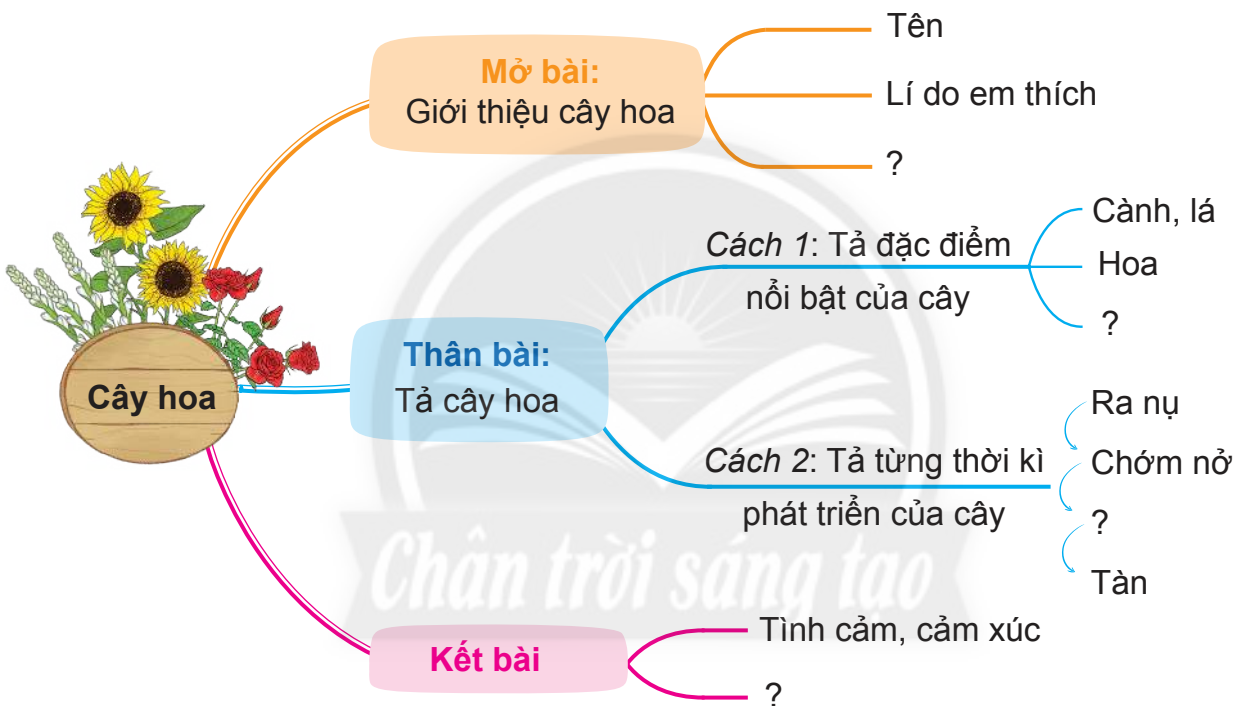 Cây hoa
Mở bài:
Giới thiệu cây hoa
Tên
Lí do em thích
?
Thân bài:
Tả cây hoa
Cách 1: Tả đặc điểm
nổi bật của cây
Cành, lá
Hoa
?
Cách 2: Tả từng thời kì
phát triển của cây
Ra nụ
Chớm nở
?
Tàn
Kết bài
Tình cảm, cảm xúc
?
Chân trời sáng tạo